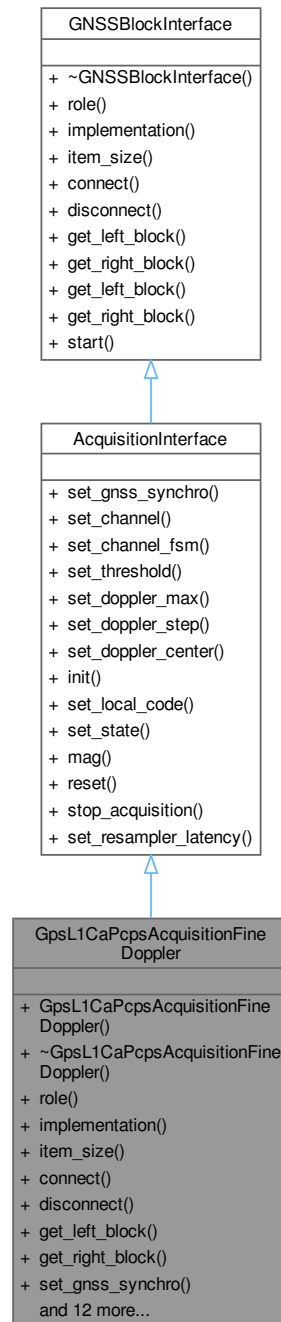 GNSSBlockInterface
+ ~GNSSBlockInterface()
+ role()
+ implementation()
+ item_size()
+ connect()
+ disconnect()
+ get_left_block()
+ get_right_block()
+ get_left_block()
+ get_right_block()
+ start()
AcquisitionInterface
+ set_gnss_synchro()
+ set_channel()
+ set_channel_fsm()
+ set_threshold()
+ set_doppler_max()
+ set_doppler_step()
+ set_doppler_center()
+ init()
+ set_local_code()
+ set_state()
+ mag()
+ reset()
+ stop_acquisition()
+ set_resampler_latency()
GpsL1CaPcpsAcquisitionFine
Doppler
+ GpsL1CaPcpsAcquisitionFine
Doppler()
+ ~GpsL1CaPcpsAcquisitionFine
Doppler()
+ role()
+ implementation()
+ item_size()
+ connect()
+ disconnect()
+ get_left_block()
+ get_right_block()
+ set_gnss_synchro()
and 12 more...